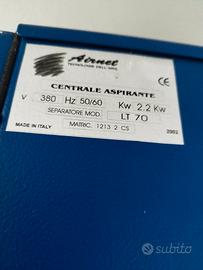 Airnet
TECNOLOGIE DELL'ARIA
CE
CENTRALE ASPIRANTE
V 380 Hz 50/60 Kw 2.2 Kw
SEPARATORE MOD. LT 70
MATRIC. 1213 2 CS
MADE IN ITALY 2002
subito